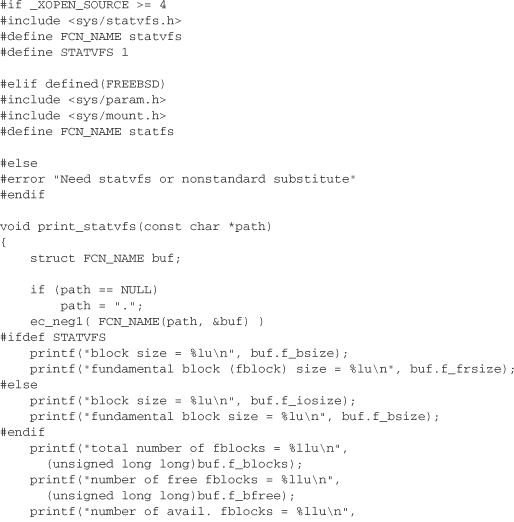 #if _XOPEN_SOURCE >= 4
#include <sys/statvfs.h>
#define FCN_NAME statvfs
#define STATVFS 1

#elif defined(FREEBSD)
#include <sys/param.h>
#include <sys/mount.h>
#define FCN_NAME statfs

#else
#error "Need statvfs or nonstandard substitute"
#endif

void print_statvfs(const char *path)
{
    struct FCN_NAME buf;

    if (path == NULL)
        path = ".";
    ec_neg1( FCN_NAME(path, &buf) )
#ifdef STATVFS
    printf("block size = %lu\n", buf.f_bsize);
    printf("fundamental block (fblock) size = %lu\n", buf.f_frsize);
#else
    printf("block size = %lu\n", buf.f_iosize);
    printf("fundamental block size = %lu\n", buf.f_bsize);
#endif
    printf("total number of fblocks = %llu\n",
      (unsigned long long)buf.f_blocks);
    printf("number of free fblocks = %llu\n",
      (unsigned long long)buf.f_bfree);
    printf("number of avail. fblocks = %llu\n",